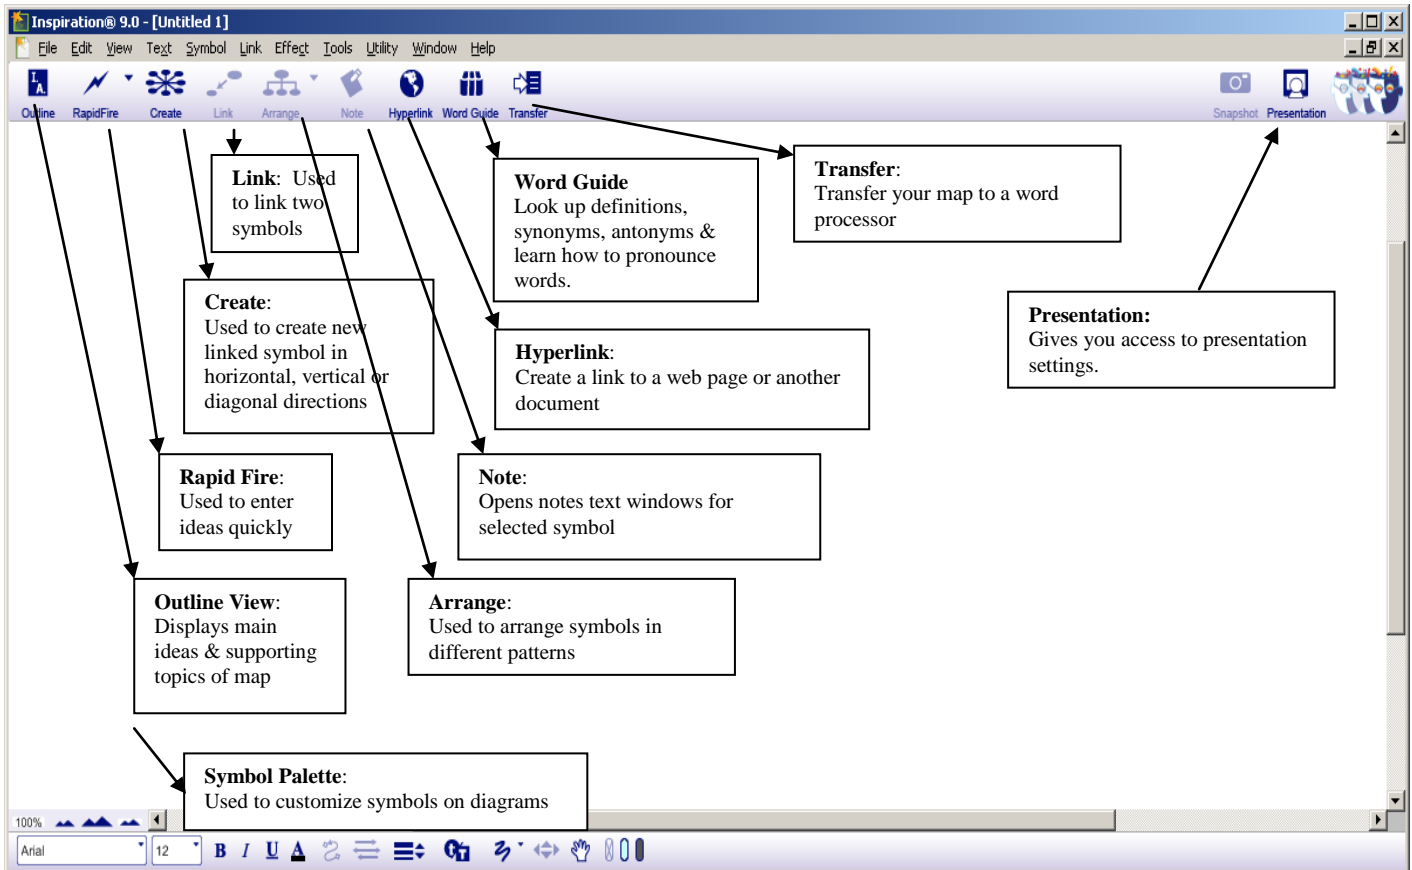 Inspiration® 9.0 - [Untitled 1]
File Edit View Text Symbol Link Effect Tools Utility Window Help
Outline RapidFire Create Link Arrange Note Hyperlink Word Guide Transfer Snapshot Presentation
Link: Used
to link two
symbols
Word Guide
Look up definitions,
synonyms, antonyms &
learn how to pronounce
words.
Transfer:
Transfer your map to a word
processor
Create:
Used to create new
linked symbol in
horizontal, vertical or
diagonal directions
Hyperlink:
Create a link to a web page or another
document
Presentation:
Gives you access to presentation
settings.
Rapid Fire:
Used to enter
ideas quickly
Note:
Opens notes text windows for
selected symbol
Outline View:
Displays main
ideas & supporting
topics of map
Arrange:
Used to arrange symbols in
different patterns
Symbol Palette:
Used to customize symbols on diagrams
100%
Arial 12 B I U A